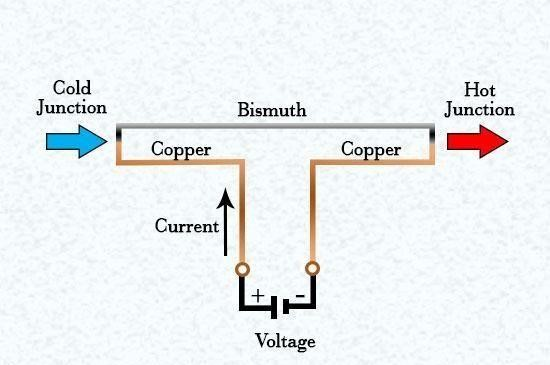 Cold
Junction
Hot
Junction
Bismuth
Copper
Copper
Current
+ -
Voltage